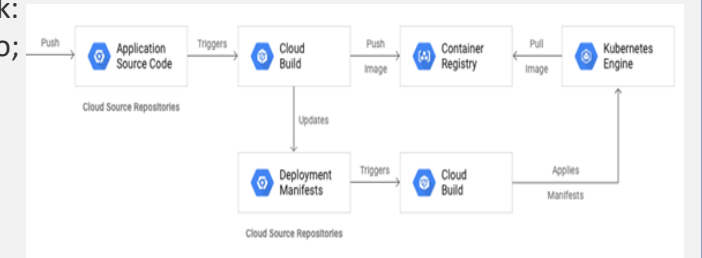 k:
o;
Push
Application
Source Code
Triggers
Cloud
Build
Push
Image
Container
Registry
Pull
Image
Kubernetes
Engine
Cloud Source Repositories
Updates
Deployment
Manifests
Triggers
Cloud
Build
Applies
Manifests
Cloud Source Repositories